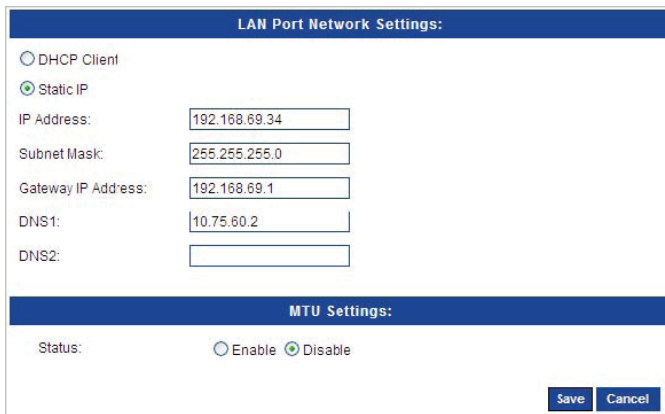 LAN Port Network Settings:
DHCP Client
Static IP
IP Address: 192.168.69.34
Subnet Mask: 255.255.255.0
Gateway IP Address: 192.168.69.1
DNS1: 10.75.60.2
DNS2:
MTU Settings:
Status: Enable Disable
Save Cancel